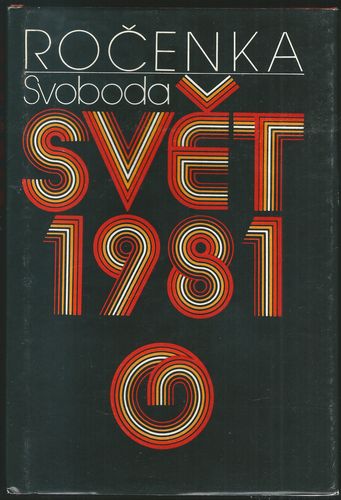 ROČENKA
Svoboda
SVĚT
1981